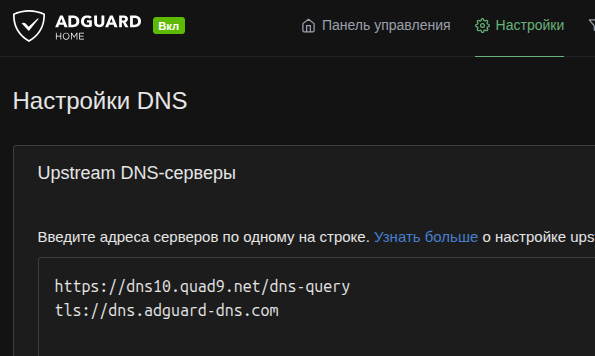 ADGUARD
HOME
Вкл
Панель управления
Настройки
Настройки DNS
Upstream DNS-серверы
Введите адреса серверов по одному на строке. Узнать больше о настройке ups
https://dns10.quad9.net/dns-query
tls://dns.adguard-dns.com